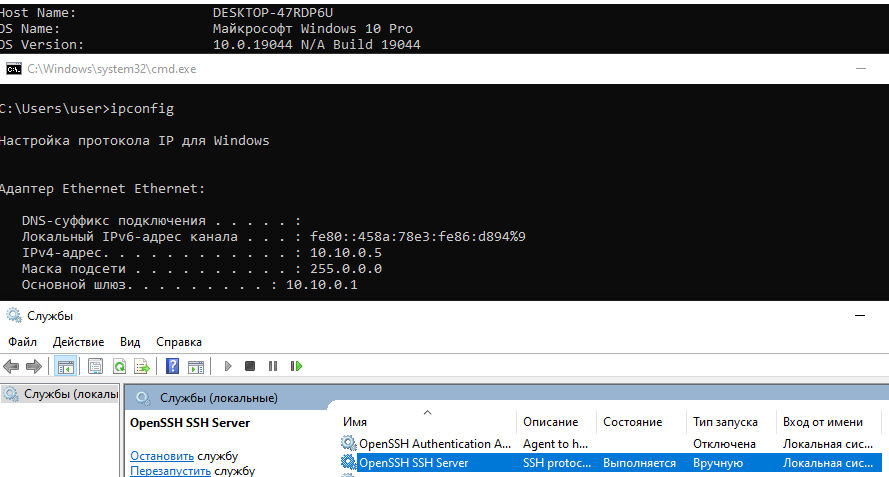 Host Name: DESKTOP-47RDP6U
OS Name: Майкрософт Windows 10 Pro
OS Version: 10.0.19044 N/A Build 19044
C:\Windows\system32\cmd.exe
C:\Users\user>ipconfig
Настройка протокола IP для Windows
Адаптер Ethernet Ethernet:
DNS-суффикс подключения . . . . . :
Локальный IPv6-адрес канала . . . : fe80::458a:78e3:fe86:d894%9
IPv4-адрес. . . . . . . . . . . . : 10.10.0.5
Маска подсети . . . . . . . . . . : 255.0.0.0
Основной шлюз. . . . . . . . . : 10.10.0.1
Службы
Файл Действие Вид Справка
Службы (локалы
Службы (локальные)
OpenSSH SSH Server
Остановить службу
Перезапустить службу
Имя Описание Состояние Тип запуска Вход от имени
OpenSSH Authentication A... Agent to h... Отключена Локальная сис...
OpenSSH SSH Server SSH protoc... Выполняется Вручную Локальная сис...